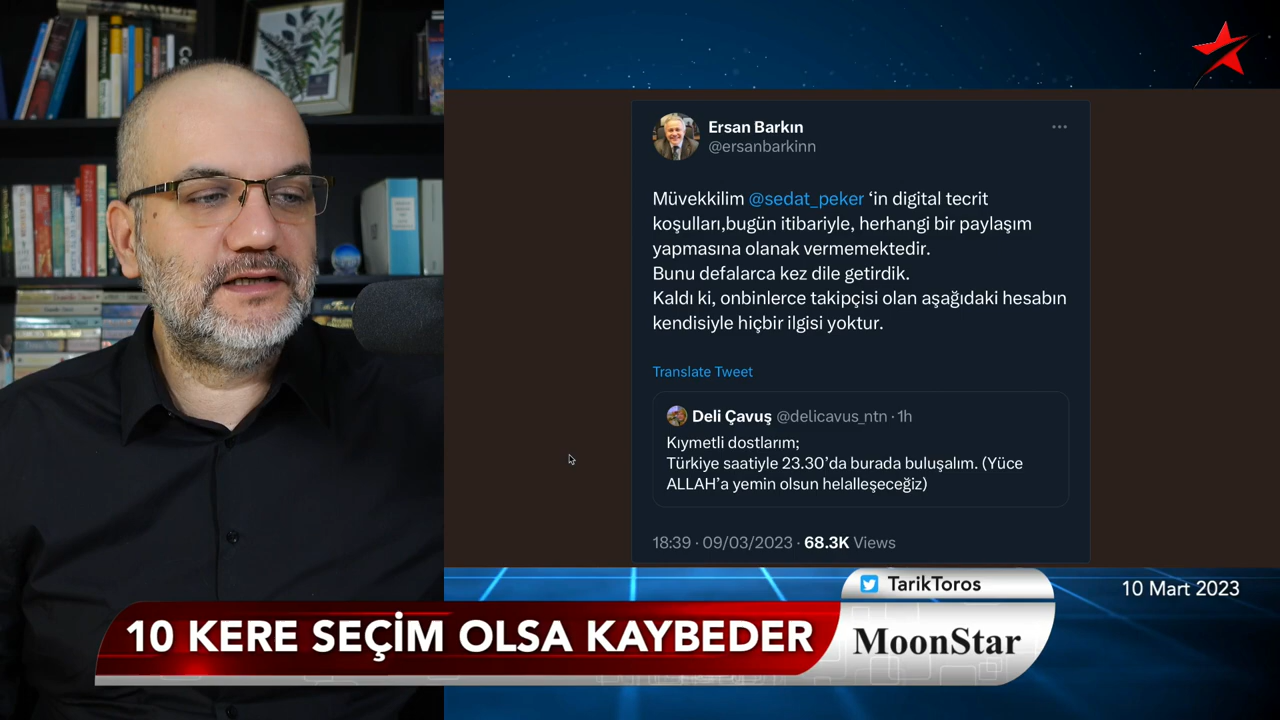 Ersan Barkın
@ersanbarkinn
Müvekkilim @sedat_peker ‘in digital tecrit
koşulları,bugün itibariyle, herhangi bir paylaşım
yapmasına olanak vermemektedir.
Bunu defalarca kez dile getirdik.
Kaldı ki, onbinlerce takipçisi olan aşağıdaki hesabın
kendisiyle hiçbir ilgisi yoktur.
Translate Tweet
Deli Çavuş @delicavus_ntn · 1h
Kıymetli dostlarım;
Türkiye saatiyle 23.30’da burada buluşalım. (Yüce
ALLAH’a yemin olsun helalleşeceğiz)
18:39 · 09/03/2023 · 68.3K Views
TarikToros
10 Mart 2023
10 KERE SEÇİM OLSA KAYBEDER
MoonStar